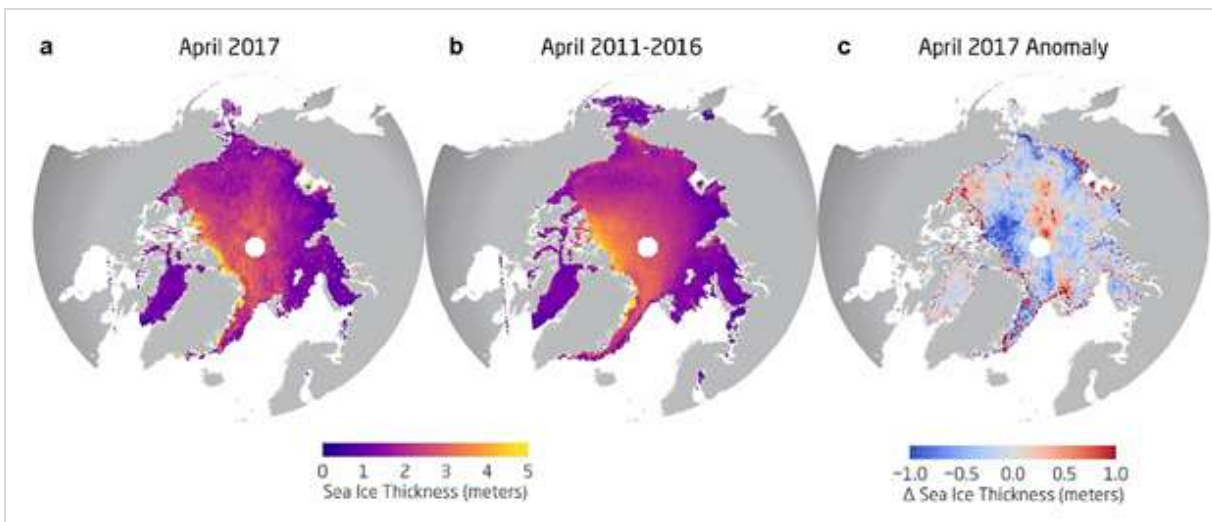 a April 2017
b April 2011-2016
c April 2017 Anomaly
0 1 2 3 4 5
Sea Ice Thickness (meters)
−1.0 −0.5 0.0 0.5 1.0
Δ Sea Ice Thickness (meters)